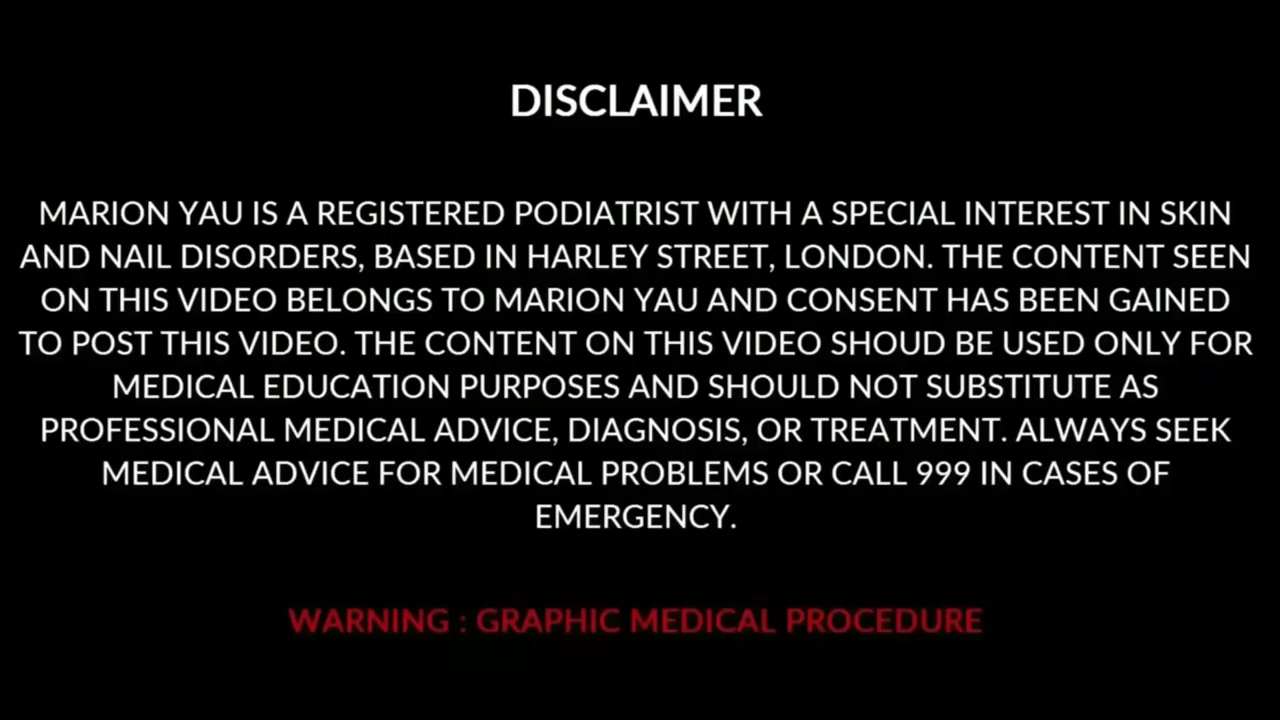 DISCLAIMER
MARION YAU IS A REGISTERED PODIATRIST WITH A SPECIAL INTEREST IN SKIN
AND NAIL DISORDERS, BASED IN HARLEY STREET, LONDON. THE CONTENT SEEN
ON THIS VIDEO BELONGS TO MARION YAU AND CONSENT HAS BEEN GAINED
TO POST THIS VIDEO. THE CONTENT ON THIS VIDEO SHOUD BE USED ONLY FOR
MEDICAL EDUCATION PURPOSES AND SHOULD NOT SUBSTITUTE AS
PROFESSIONAL MEDICAL ADVICE, DIAGNOSIS, OR TREATMENT. ALWAYS SEEK
MEDICAL ADVICE FOR MEDICAL PROBLEMS OR CALL 999 IN CASES OF
EMERGENCY.
WARNING : GRAPHIC MEDICAL PROCEDURE